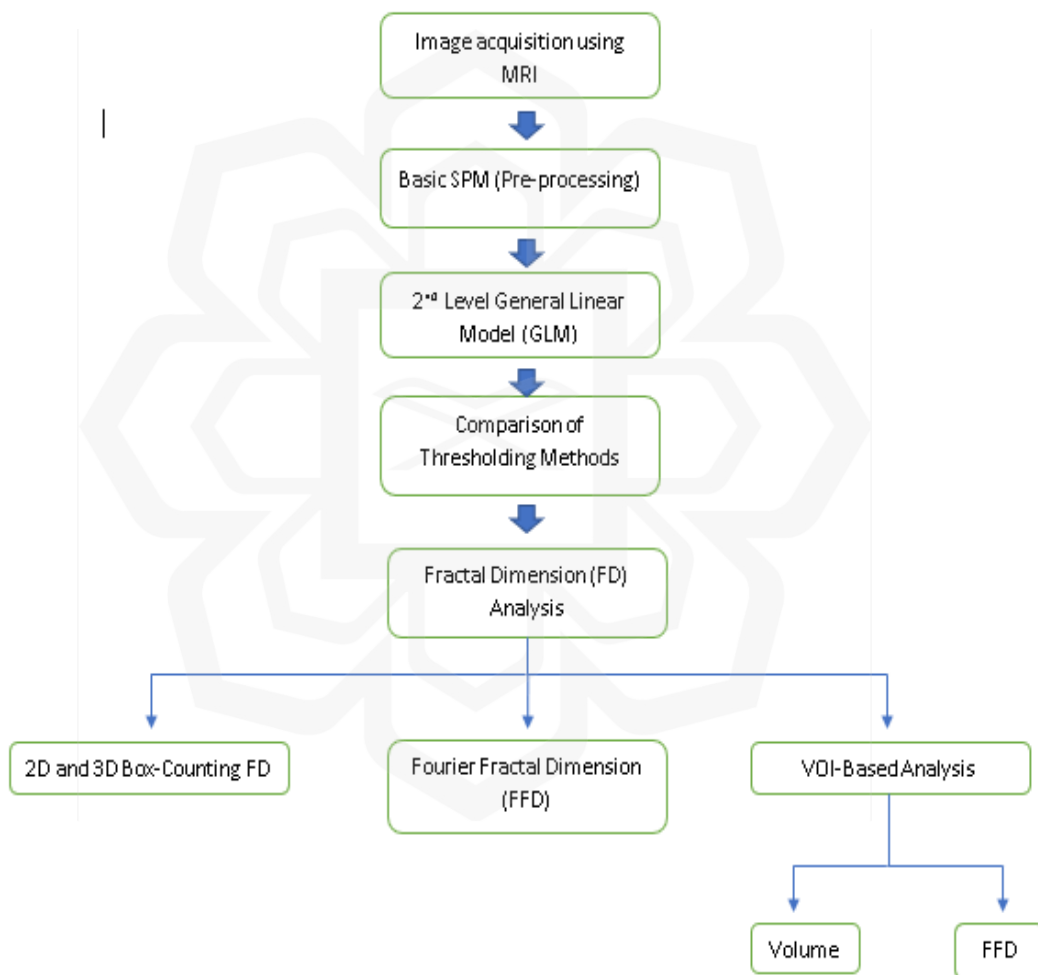 Image acquisition using
MRI
Basic SPM (Pre-processing)
2ⁿᵈ Level General Linear
Model (GLM)
Comparison of
Thresholding Methods
Fractal Dimension (FD)
Analysis
2D and 3D Box-Counting FD
Fourier Fractal Dimension
(FFD)
VOI-Based Analysis
Volume
FFD